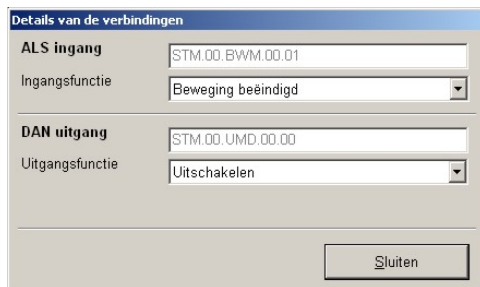 Details van de verbindingen
ALS ingang STM.00.BWM.00.01
Ingangsfunctie Beweging beëindigd
DAN uitgang STM.00.UMD.00.00
Uitgangsfunctie Uitschakelen
Sluiten